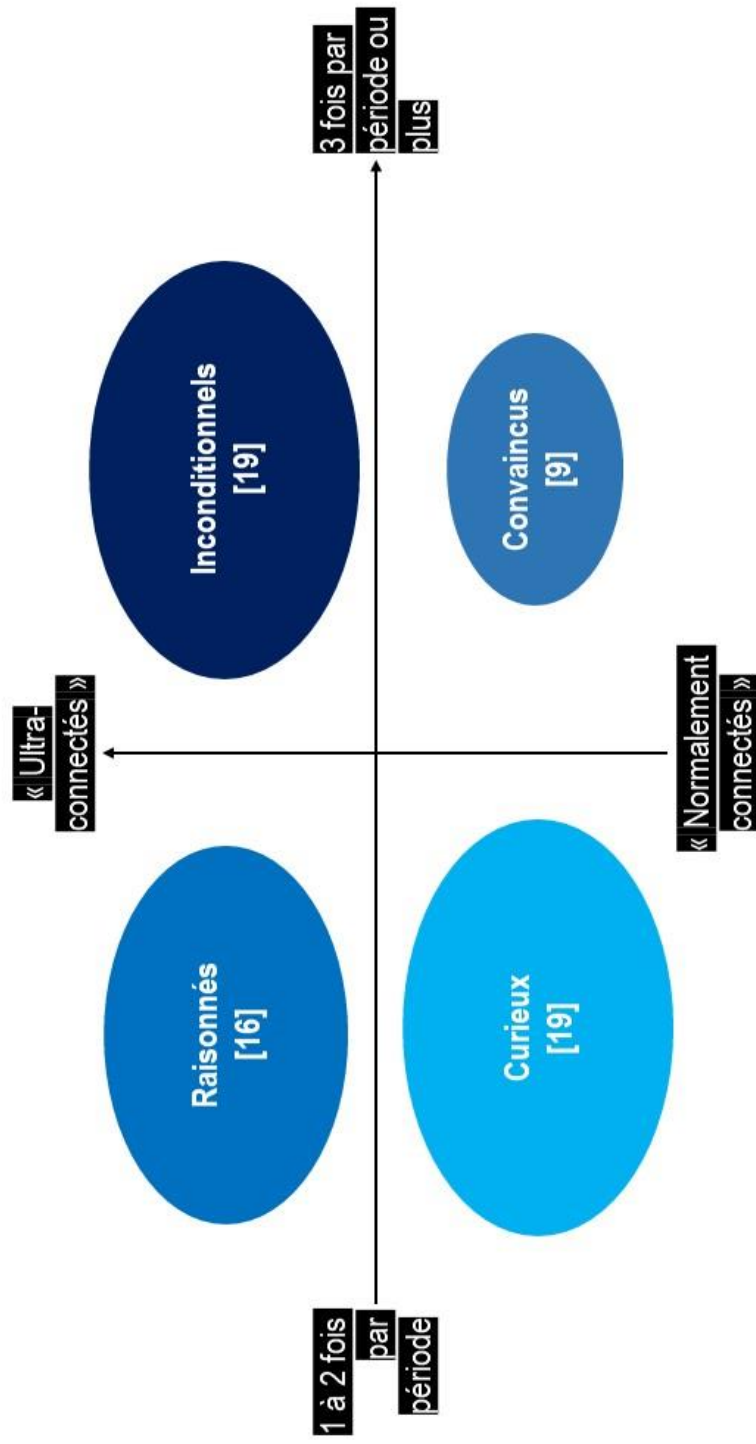 « Ultra-
connectés »
Raisonnés
[16]
Inconditionnels
[19]
1 à 2 fois
par
période
3 fois par
période ou
plus
Curieux
[19]
Convaincus
[9]
« Normalement
connectés »